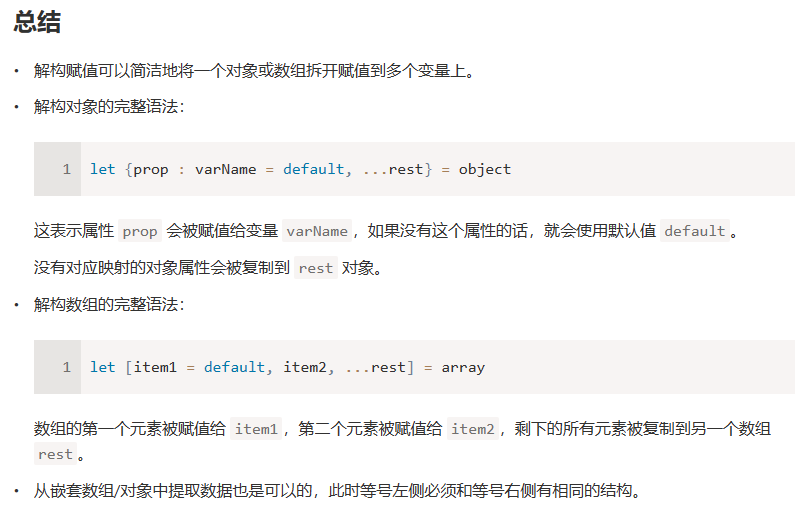 总结
• 解构赋值可以简洁地将一个对象或数组拆开赋值到多个变量上。
• 解构对象的完整语法：
1 let {prop : varName = default, ...rest} = object
这表示属性 prop 会被赋值给变量 varName，如果没有这个属性的话，就会使用默认值 default。
没有对应映射的对象属性会被复制到 rest 对象。
• 解构数组的完整语法：
1 let [item1 = default, item2, ...rest] = array
数组的第一个元素被赋值给 item1，第二个元素被赋值给 item2，剩下的所有元素被复制到另一个数组
rest。
• 从嵌套数组/对象中提取数据也是可以的，此时等号左侧必须和等号右侧有相同的结构。